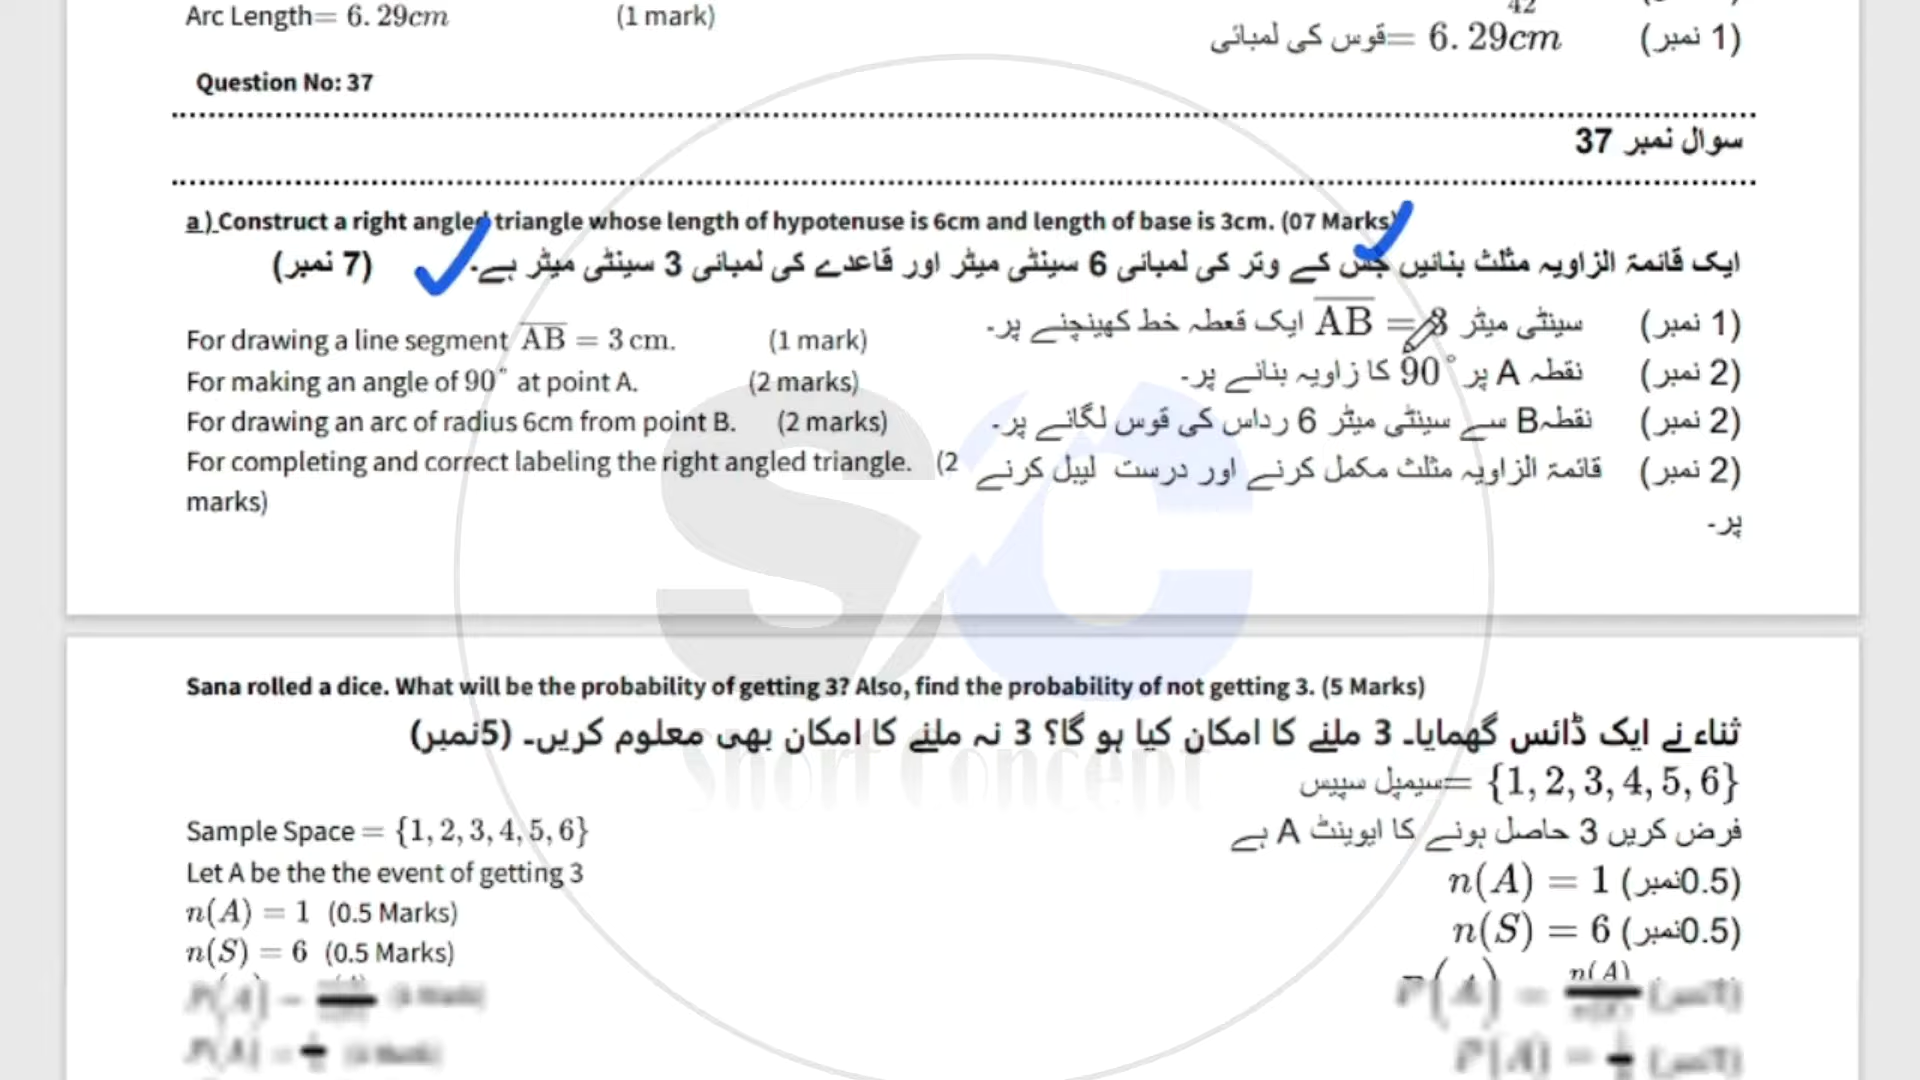 Arc Length= 6. 29cm (1 mark)
42
قوس کی لمبائی= 6. 29cm (1 نمبر)
Question No: 37
سوال نمبر 37
a ) Construct a right angled triangle whose length of hypotenuse is 6cm and length of base is 3cm. (07 Marks)
ایک قائمۃ الزاویہ مثلث بنائیں جس کے وتر کی لمبائی 6 سینٹی میٹر اور قاعدے کی لمبائی 3 سینٹی میٹر ہے۔ (7 نمبر)
For drawing a line segment AB = 3 cm. (1 mark)
For making an angle of 90° at point A. (2 marks)
For drawing an arc of radius 6cm from point B. (2 marks)
For completing and correct labeling the right angled triangle. (2
marks)
(1 نمبر) سینٹی میٹر AB = 3 ایک قعطہ خط کھینچنے پر۔
(2 نمبر) نقطہ A پر 90° کا زاویہ بنانے پر۔
(2 نمبر) نقطہB سے سینٹی میٹر 6 رداس کی قوس لگانے پر۔
(2 نمبر) قائمۃ الزاویہ مثلث مکمل کرنے اور درست لیبل کرنے
پر۔
Sana rolled a dice. What will be the probability of getting 3? Also, find the probability of not getting 3. (5 Marks)
ثناء نے ایک ڈائس گھمایا۔ 3 ملنے کا امکان کیا ہو گا؟ 3 نہ ملنے کا امکان بھی معلوم کریں۔ (5نمبر)
Short Concept
Sample Space = {1, 2, 3, 4, 5, 6}
Let A be the the event of getting 3
n(A) = 1 (0.5 Marks)
n(S) = 6 (0.5 Marks)
سیمپل سپیس= {1, 2, 3, 4, 5, 6}
فرض کریں 3 حاصل ہونے کا ایوینٹ A ہے
n(A) = 1 (0.5نمبر)
n(S) = 6 (0.5نمبر)
P(A) = n(A)
P(A) =